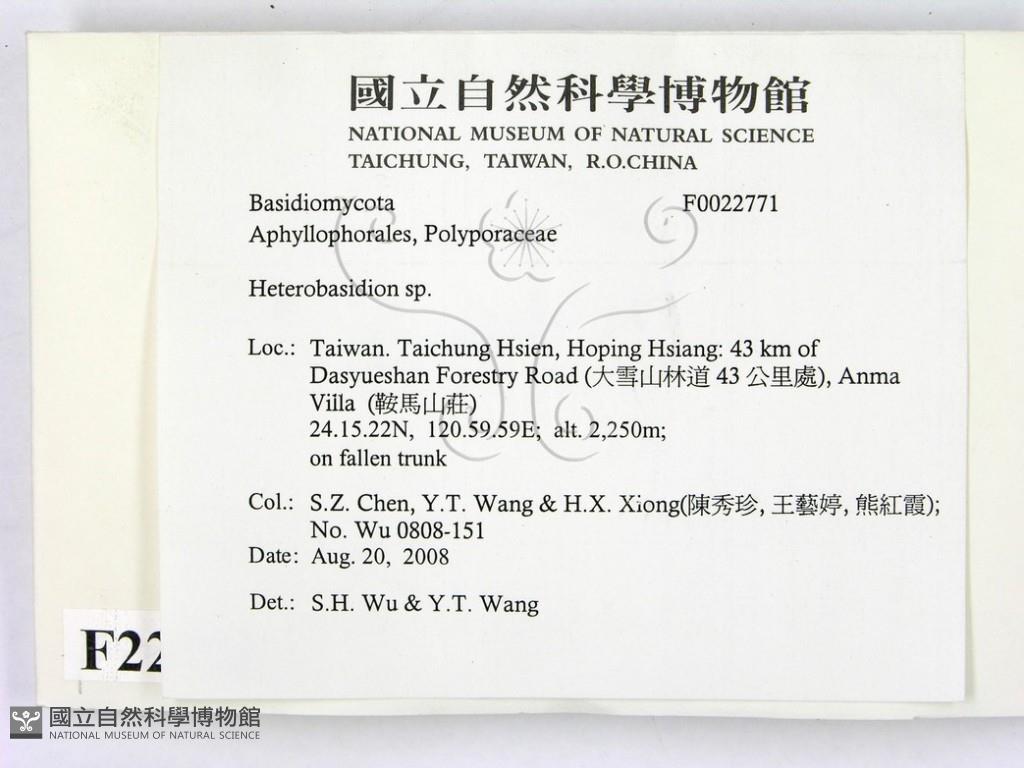 國立自然科學博物館
NATIONAL MUSEUM OF NATURAL SCIENCE
TAICHUNG, TAIWAN, R.O.CHINA
Basidiomycota F0022771
Aphyllophorales, Polyporaceae
Heterobasidion sp.
Loc.: Taiwan. Taichung Hsien, Hoping Hsiang: 43 km of
Dasyueshan Forestry Road (大雪山林道 43 公里處), Anma
Villa (鞍馬山莊)
24.15.22N, 120.59.59E; alt. 2,250m;
on fallen trunk
Col.: S.Z. Chen, Y.T. Wang & H.X. Xiong(陳秀珍, 王藝婷, 熊紅霞);
No. Wu 0808-151
Date: Aug. 20, 2008
Det.: S.H. Wu & Y.T. Wang
F22
國立自然科學博物館
NATIONAL MUSEUM OF NATURAL SCIENCE